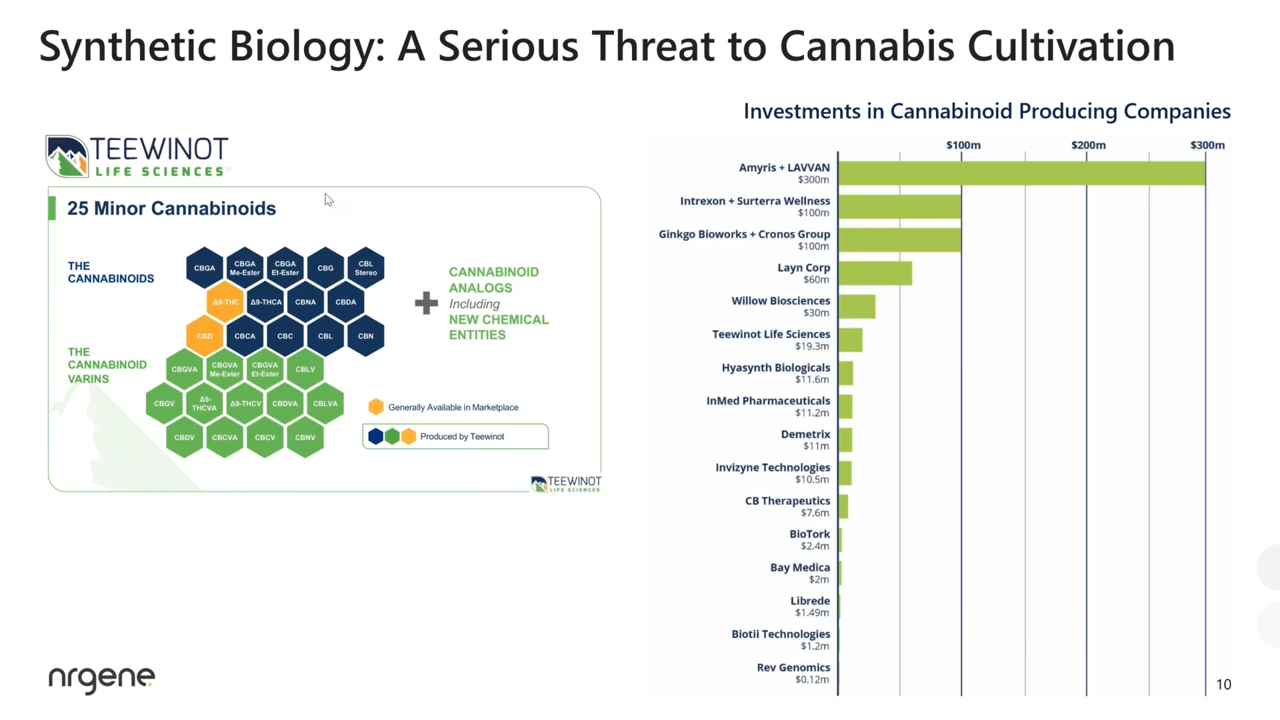 Synthetic Biology: A Serious Threat to Cannabis Cultivation
TEEWINOT
LIFE SCIENCES
25 Minor Cannabinoids
THE
CANNABINOIDS
CBGA
CBGA
Me-Ester
CBGA
Et-Ester
CBG
CBL
Stereo
Δ9-THC
Δ9-THCA
CBNA
CBDA
CBD
CBCA
CBC
CBL
CBN
THE
CANNABINOID
VARINS
CBGVA
CBGVA
Me-Ester
CBGVA
Et-Ester
CBLV
CBGV
Δ9-
THCVA
Δ9-THCV
CBDVA
CBLVA
CBDV
CBCVA
CBCV
CBNV
+
CANNABINOID
ANALOGS
Including
NEW CHEMICAL
ENTITIES
Generally Available in Marketplace
Produced by Teewinot
TEEWINOT
LIFE SCIENCES
Investments in Cannabinoid Producing Companies
$100m
$200m
$300m
Amyris + LAVVAN
$300m
Intrexon + Surterra Wellness
$100m
Ginkgo Bioworks + Cronos Group
$100m
Layn Corp
$60m
Willow Biosciences
$30m
Teewinot Life Sciences
$19.3m
Hyasynth Biologicals
$11.6m
InMed Pharmaceuticals
$11.2m
Demetrix
$11m
Invizyne Technologies
$10.5m
CB Therapeutics
$7.6m
BioTork
$2.4m
Bay Medica
$2m
Librede
$1.49m
Biotii Technologies
$1.2m
Rev Genomics
$0.12m
nrgene
10